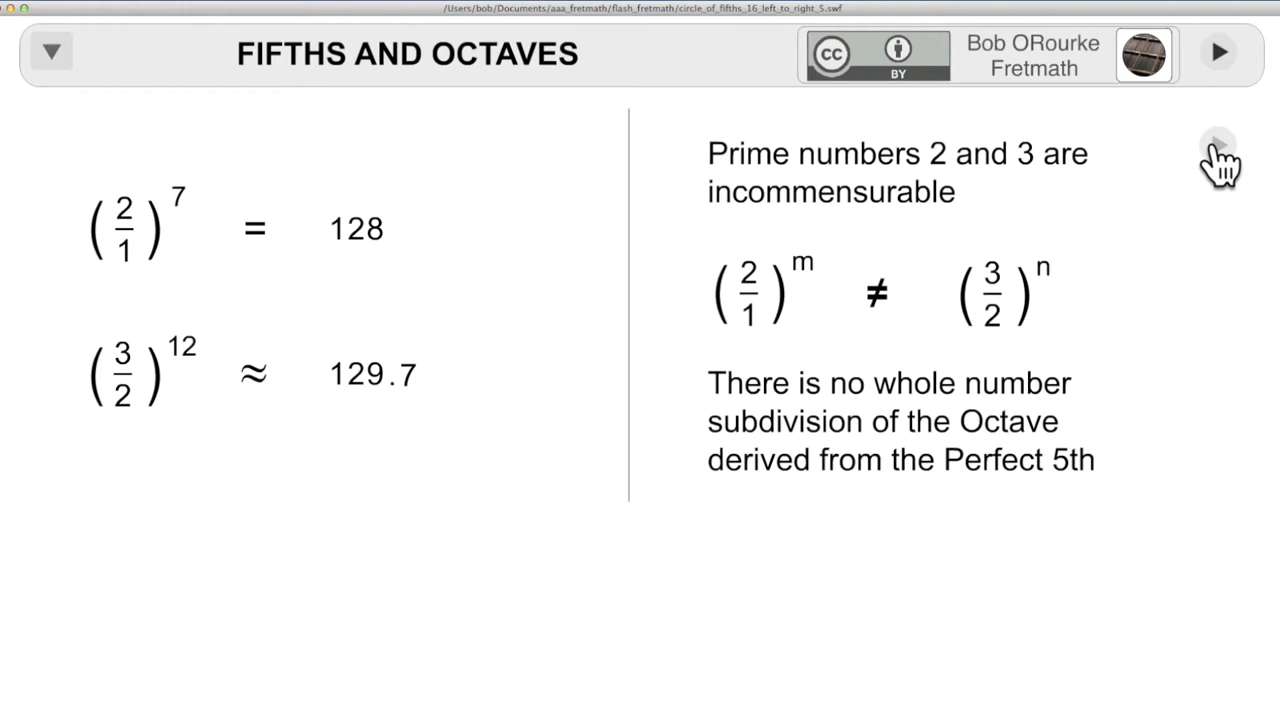 /Users/bob/Documents/aaa_fretmath/flash_fretmath/circle_of_fifths_16_left_to_right_5.swf
FIFTHS AND OCTAVES
CC
BY
Bob ORourke
Fretmath
(2/1)^7 = 128
(3/2)^12 ≈ 129.7
Prime numbers 2 and 3 are
incommensurable
(2/1)^m ≠ (3/2)^n
There is no whole number
subdivision of the Octave
derived from the Perfect 5th